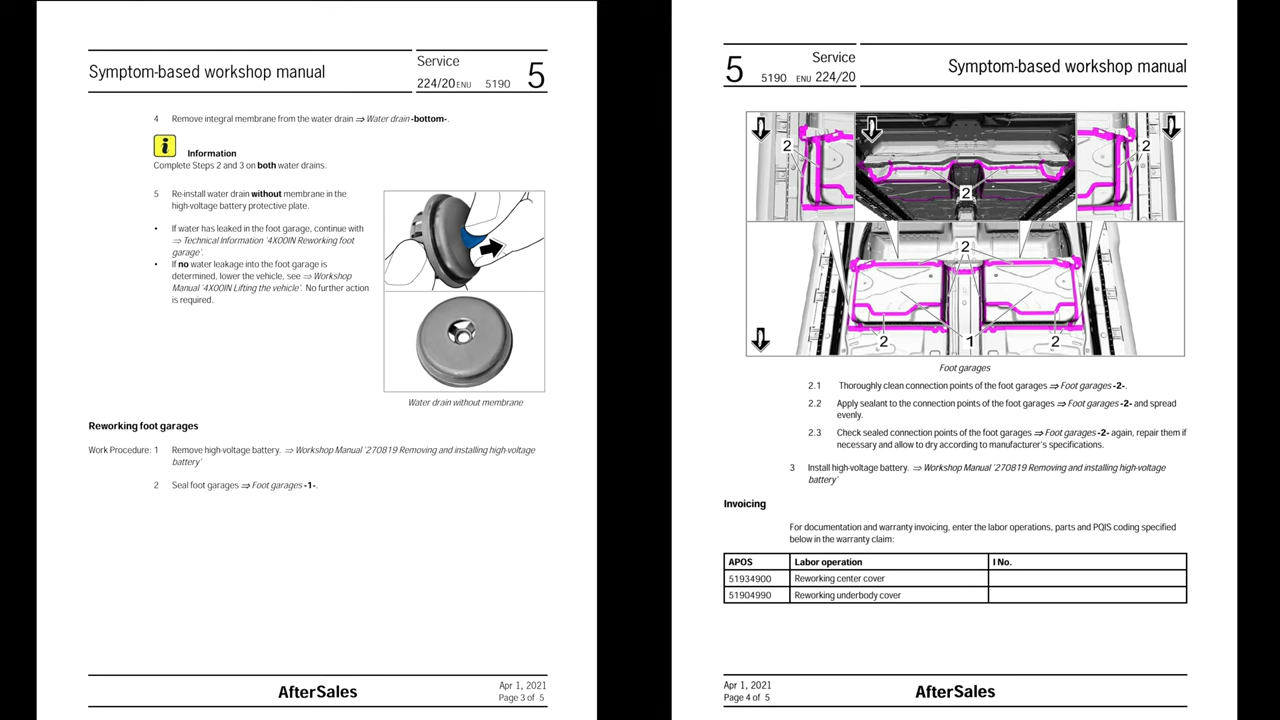 Symptom-based workshop manual
Service
224/20 ENU 5190
5
4 Remove integral membrane from the water drain ⇒ Water drain -bottom-.
i
Information
Complete Steps 2 and 3 on both water drains.
5 Re-install water drain without membrane in the
high-voltage battery protective plate.
• If water has leaked in the foot garage, continue with
⇒ Technical Information '4X00IN Reworking foot
garage'.
• If no water leakage into the foot garage is
determined, lower the vehicle, see ⇒ Workshop
Manual '4X00IN Lifting the vehicle'. No further action
is required.
Water drain without membrane
Reworking foot garages
Work Procedure: 1 Remove high-voltage battery. ⇒ Workshop Manual '270819 Removing and installing high-voltage
battery'
2 Seal foot garages ⇒ Foot garages -1-.
AfterSales
Apr 1, 2021
Page 3 of 5
5
Service
5190 ENU 224/20
Symptom-based workshop manual
2
2
2
2
2
1
2
Foot garages
2.1 Thoroughly clean connection points of the foot garages ⇒ Foot garages -2-.
2.2 Apply sealant to the connection points of the foot garages ⇒ Foot garages -2- and spread
evenly.
2.3 Check sealed connection points of the foot garages ⇒ Foot garages -2- again, repair them if
necessary and allow to dry according to manufacturer's specifications.
3 Install high-voltage battery. ⇒ Workshop Manual '270819 Removing and installing high-voltage
battery'
Invoicing
For documentation and warranty invoicing, enter the labor operations, parts and PQIS coding specified
below in the warranty claim:
APOS Labor operation I No.
51934900 Reworking center cover
51904990 Reworking underbody cover
Apr 1, 2021
Page 4 of 5
AfterSales